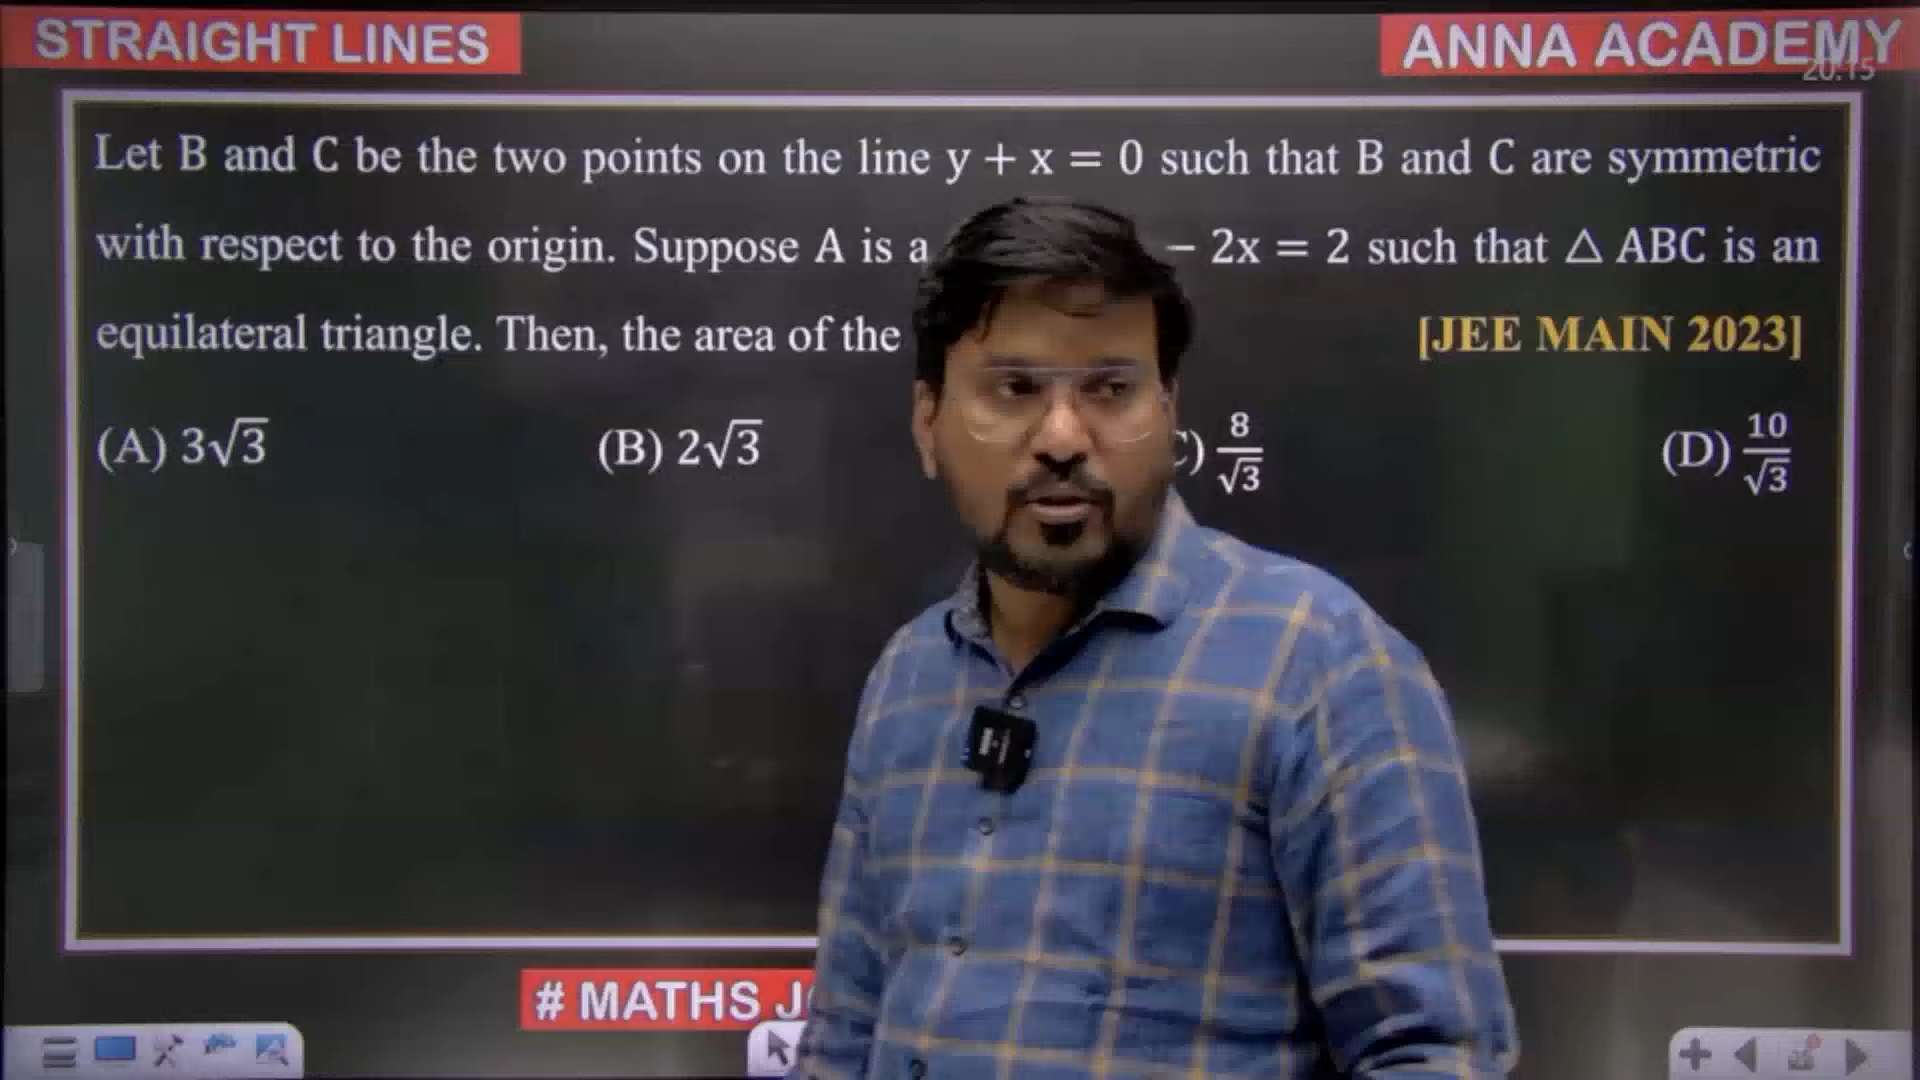 STRAIGHT LINES
ANNA ACADEMY
20:15
Let B and C be the two points on the line y + x = 0 such that B and C are symmetric
with respect to the origin. Suppose A is a − 2x = 2 such that △ ABC is an
equilateral triangle. Then, the area of the
[JEE MAIN 2023]
(A) 3√3 (B) 2√3 C) 8/√3 (D) 10/√3
# MATHS